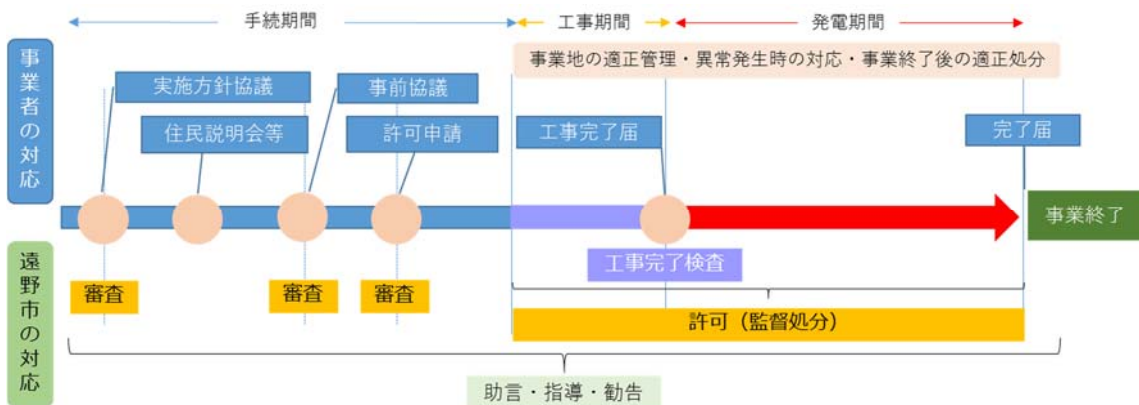 手続期間
工事期間
発電期間
事業者の対応
事業地の適正管理・異常発生時の対応・事業終了後の適正処分
実施方針協議
事前協議
住民説明会等
許可申請
工事完了届
完了届
事業終了
遠野市の対応
工事完了検査
審査
審査
審査
許可（監督処分）
助言・指導・勧告